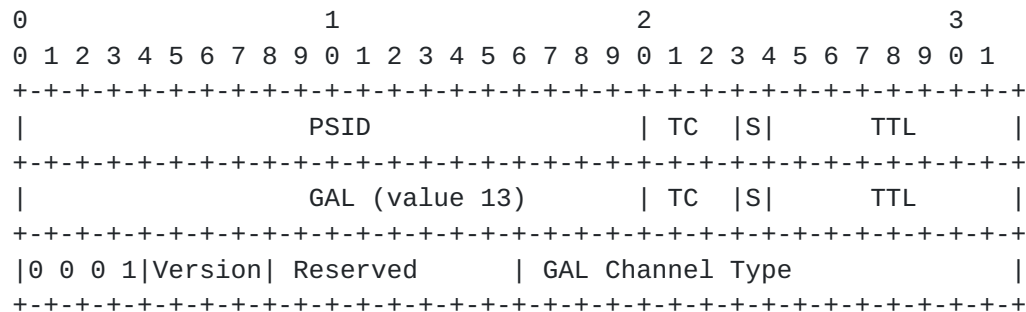 0                   1                   2                   3
0 1 2 3 4 5 6 7 8 9 0 1 2 3 4 5 6 7 8 9 0 1 2 3 4 5 6 7 8 9 0 1
+-+-+-+-+-+-+-+-+-+-+-+-+-+-+-+-+-+-+-+-+-+-+-+-+-+-+-+-+-+-+-+-+
|                  PSID                 | TC  |S|      TTL      |
+-+-+-+-+-+-+-+-+-+-+-+-+-+-+-+-+-+-+-+-+-+-+-+-+-+-+-+-+-+-+-+-+
|                  GAL (value 13)       | TC  |S|      TTL      |
+-+-+-+-+-+-+-+-+-+-+-+-+-+-+-+-+-+-+-+-+-+-+-+-+-+-+-+-+-+-+-+-+
|0 0 0 1|Version| Reserved      | GAL Channel Type              |
+-+-+-+-+-+-+-+-+-+-+-+-+-+-+-+-+-+-+-+-+-+-+-+-+-+-+-+-+-+-+-+-+